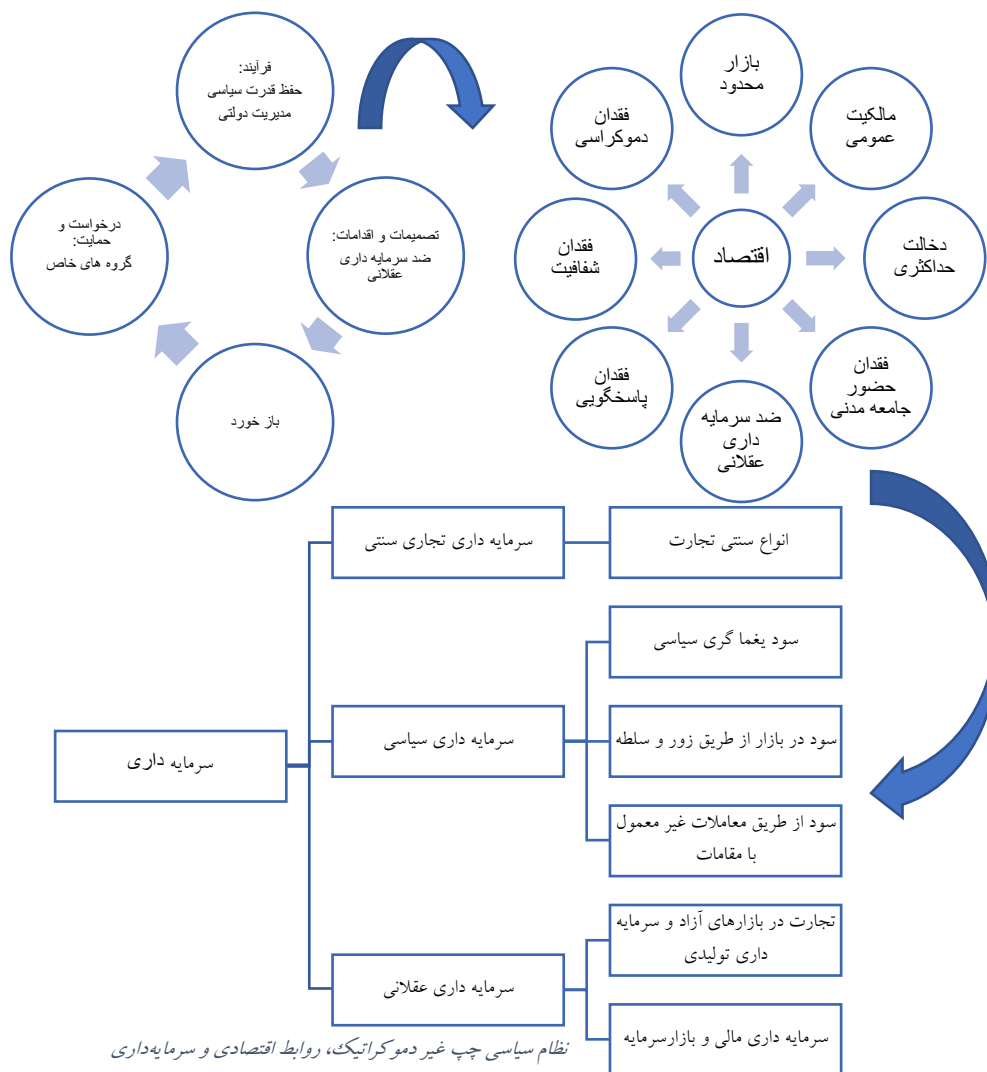 فرآیند:
حفظ قدرت سیاسی
مدیریت دولتی
تصمیمات و اقدامات:
ضد سرمایه داری
عقلانی
باز خورد
درخواست و
حمایت:
گروه های خاص
اقتصاد
بازار
محدود
مالکیت
عمومی
دخالت
حداکثری
فقدان
حضور
جامعه مدنی
ضد سرمایه
داری
عقلانی
فقدان
پاسخگویی
فقدان
شفافیت
فقدان
دموکراسی
سرمایه داری
سرمایه داری تجاری سنتی
انواع سنتی تجارت
سرمایه داری سیاسی
سود یغما گری سیاسی
سود در بازار از طریق زور و سلطه
سود از طریق معاملات غیر معمول
با مقامات
سرمایه داری عقلانی
تجارت در بازارهای آزاد و سرمایه
داری تولیدی
سرمایه داری مالی و بازارسرمایه
نظام سیاسی چپ غیر دموکراتیک، روابط اقتصادی و سرمایه‌داری